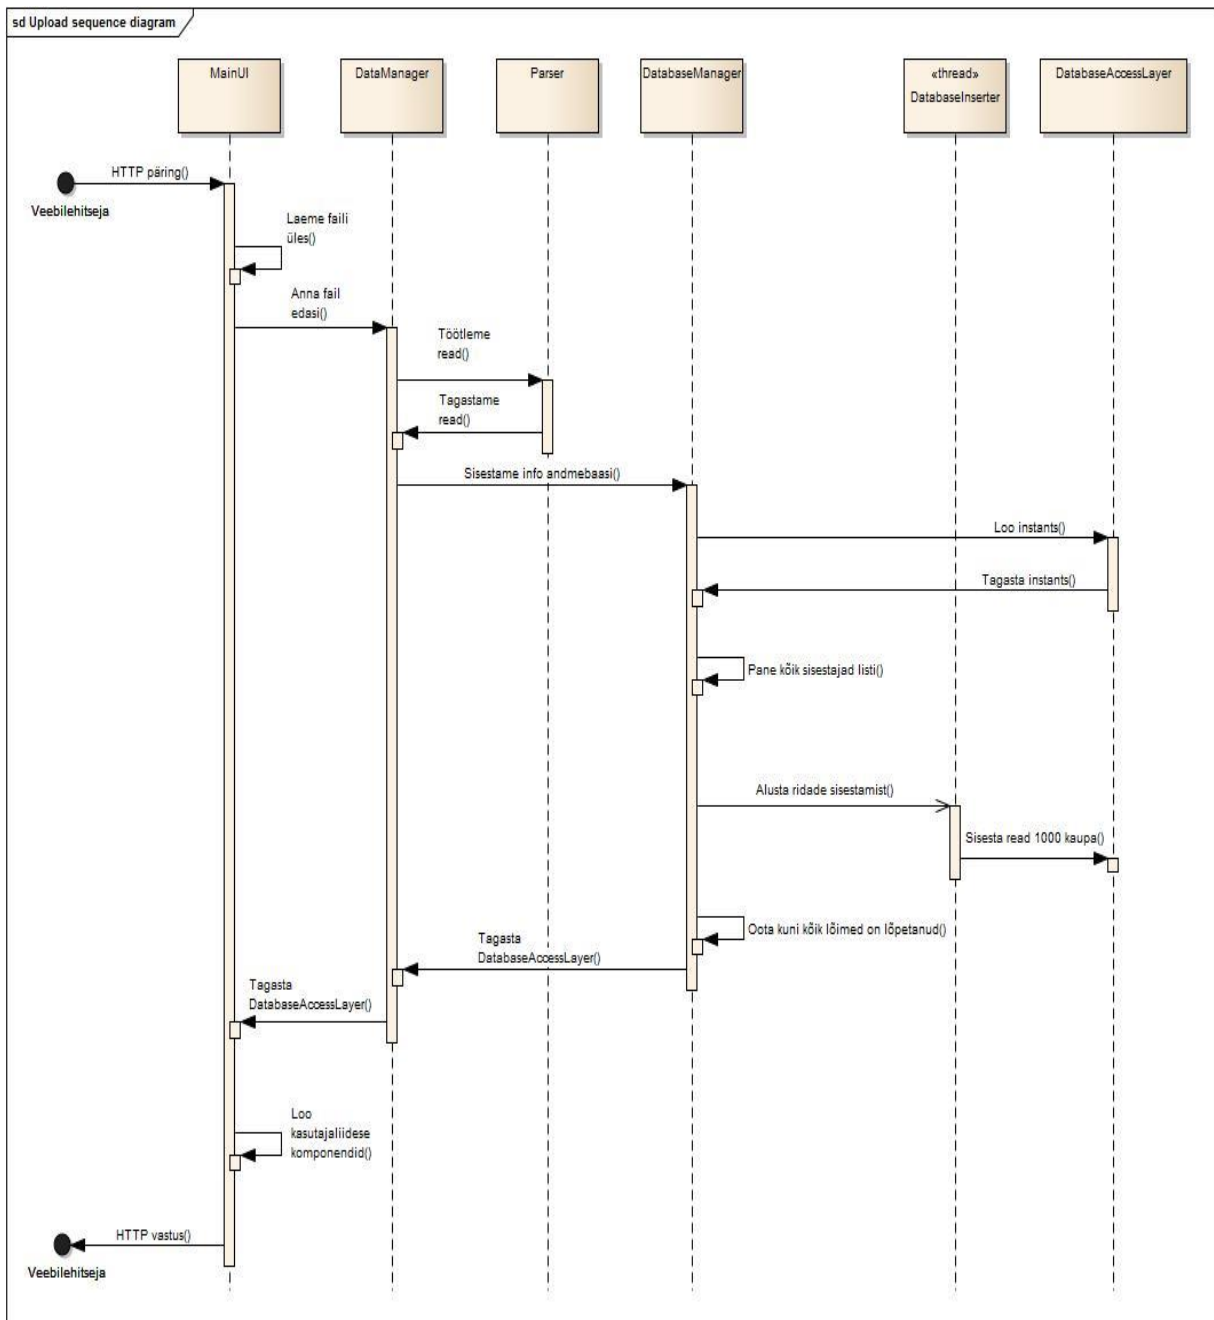 sd Upload sequence diagram
MainUI
DataManager
Parser
DatabaseManager
«thread»
DatabaseInserter
DatabaseAccessLayer
HTTP päring()
Veebilehitseja
Laeme faili
üles()
Anna fail
edasi()
Töötleme
read()
Tagastame
read()
Sisestame info andmebaasi()
Loo instants()
Tagasta instants()
Pane kõik sisestajad listi()
Alusta ridade sisestamist()
Sisesta read 1000 kaupa()
Oota kuni kõik lõimed on lõpetanud()
Tagasta
DatabaseAccessLayer()
Tagasta
DatabaseAccessLayer()
Loo
kasutajaliidese
komponendid()
HTTP vastus()
Veebilehitseja